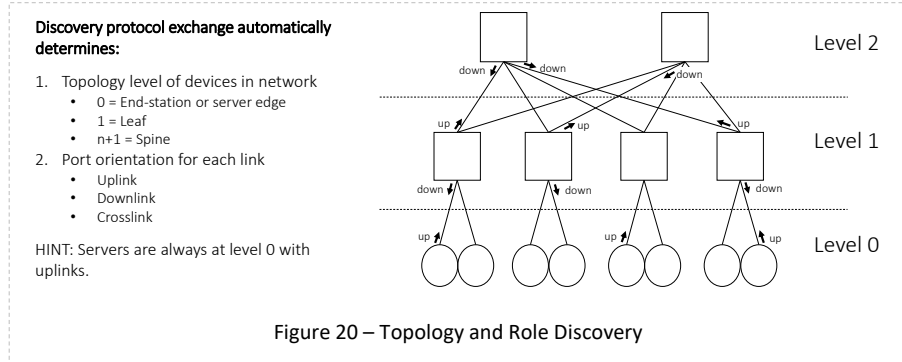 Discovery protocol exchange automatically
determines:
1. Topology level of devices in network
• 0 = End-station or server edge
• 1 = Leaf
• n+1 = Spine
2. Port orientation for each link
• Uplink
• Downlink
• Crosslink
HINT: Servers are always at level 0 with
uplinks.
Level 2
down
down
down
up
up
up
Level 1
down
down
down
up
up
up
Level 0
Figure 20 – Topology and Role Discovery